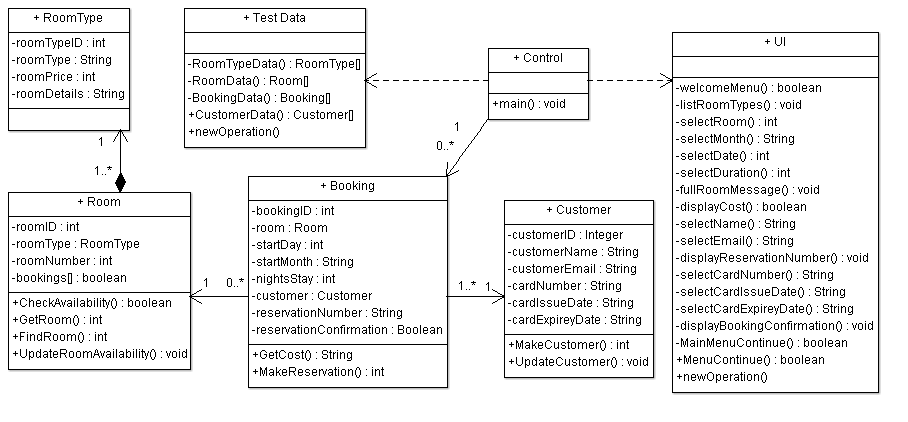 + RoomType
-roomTypeID : int
-roomType : String
-roomPrice : int
-roomDetails : String
+ Test Data
-RoomTypeData() : RoomType[]
-RoomData() : Room[]
-BookingData() : Booking[]
+CustomerData() : Customer[]
+newOperation()
+ Control
+main() : void
+ UI
-welcomeMenu() : boolean
-listRoomTypes() : void
-selectRoom() : int
-selectMonth() : String
-selectDate() : int
-selectDuration() : int
-fullRoomMessage() : void
-displayCost() : boolean
-selectName() : String
-selectEmail() : String
-displayReservationNumber() : void
-selectCardNumber() : String
-selectCardIssueDate() : String
-selectCardExpireyDate() : String
-displayBookingConfirmation() : void
-MainMenuContinue() : boolean
+MenuContinue() : boolean
+newOperation()
1
1..*
1
0..*
+ Room
-roomID : int
-roomType : RoomType
-roomNumber : int
-bookings[] : boolean
+CheckAvailability() : boolean
+GetRoom() : int
+FindRoom() : int
+UpdateRoomAvailability() : void
1
0..*
+ Booking
-bookingID : int
-room : Room
-startDay : int
-startMonth : String
-nightsStay : int
-customer : Customer
-reservationNumber : String
-reservationConfirmation : Boolean
+GetCost() : String
+MakeReservation() : int
1..*
1
+ Customer
-customerID : Integer
-customerName : String
-customerEmail : String
-cardNumber : String
-cardIssueDate : String
-cardExpireyDate : String
+MakeCustomer() : int
+UpdateCustomer() : void